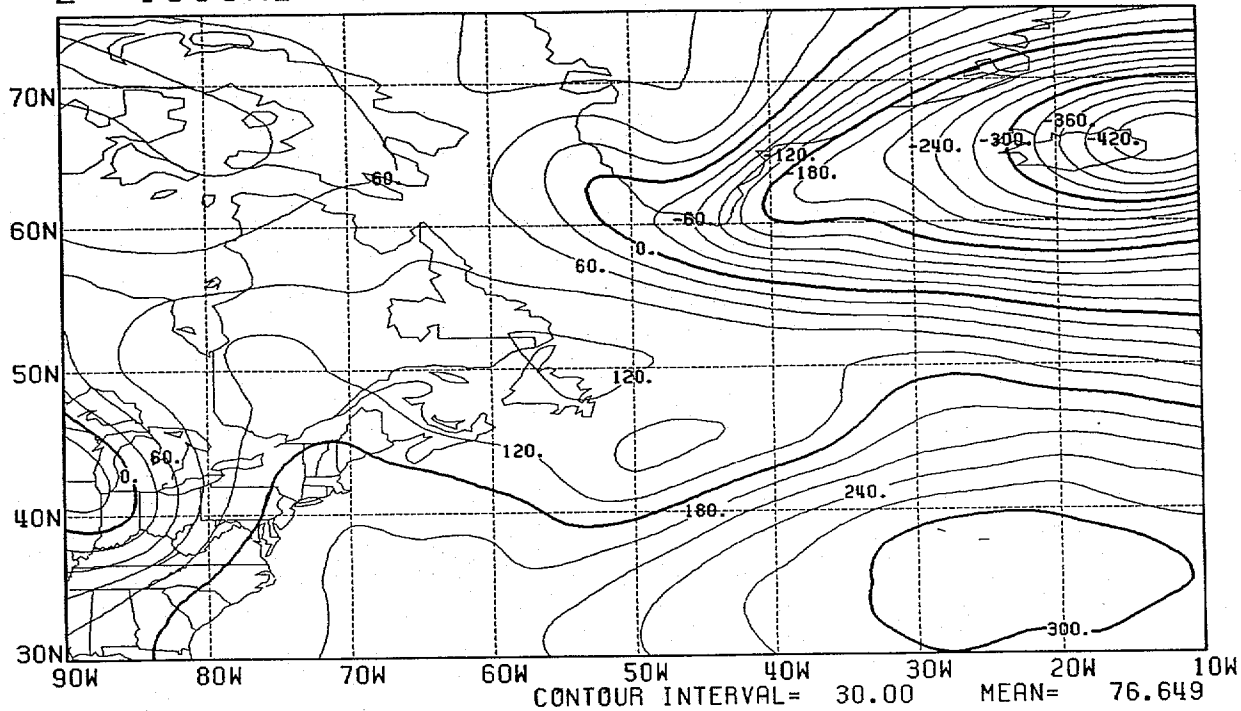 70N
60N
50N
40N
30N
90W 80W 70W 60W 50W 40W 30W 20W 10W
-360.
-120. -240. -300. -420.
-180.
60.
-60.
0.
60.
120.
60. 120.
0.
240.
180.
300.
CONTOUR INTERVAL= 30.00 MEAN= 76.649